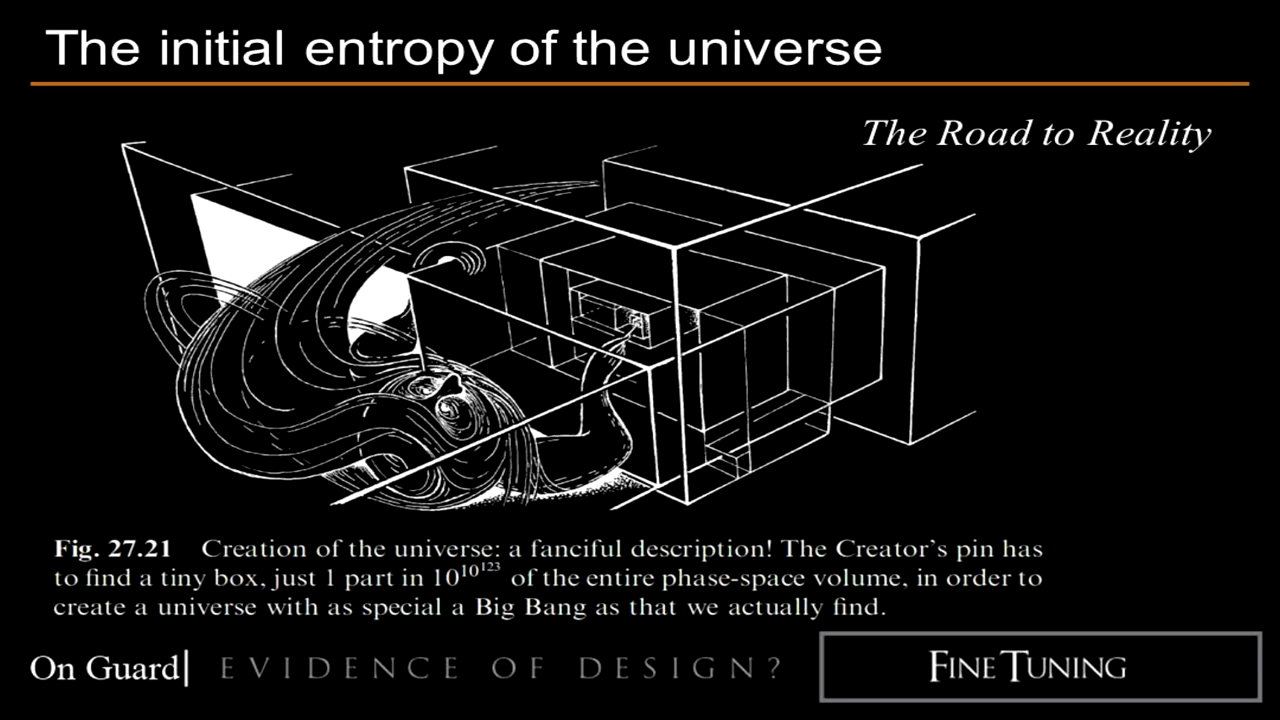 The initial entropy of the universe
The Road to Reality
Fig. 27.21 Creation of the universe: a fanciful description! The Creator’s pin has
to find a tiny box, just 1 part in 10^10^123 of the entire phase-space volume, in order to
create a universe with as special a Big Bang as that we actually find.
On Guard| EVIDENCE OF DESIGN?
FINE TUNING